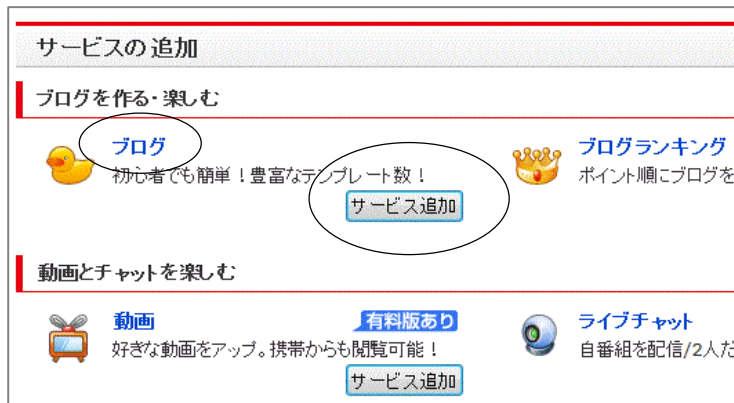 サービスの追加
ブログを作る・楽しむ
ブログ
初心者でも簡単！豊富なテンプレート数！
サービス追加
ブログランキング
ポイント順にブログを
動画とチャットを楽しむ
動画
有料版あり
好きな動画をアップ。携帯からも閲覧可能！
サービス追加
ライブチャット
自番組を配信/2人だ